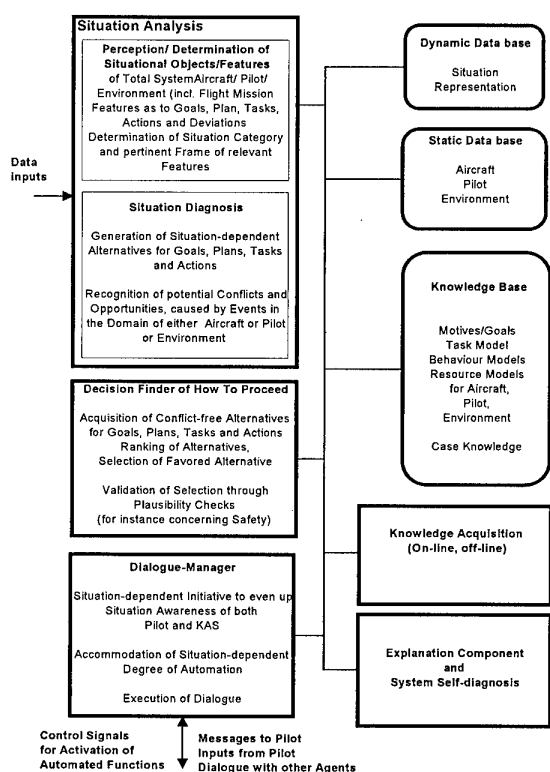 Situation Analysis
Perception/ Determination of
Situational Objects/Features
of Total SystemAircraft/ Pilot/
Environment (incl. Flight Mission
Features as to Goals, Plan, Tasks,
Actions and Deviations
Determination of Situation Category
and pertinent Frame of relevant
Features
Data
inputs
Situation Diagnosis
Generation of Situation-dependent
Alternatives for Goals, Plans, Tasks
and Actions
Recognition of potential Conflicts and
Opportunities, caused by Events in
the Domain of either Aircraft or Pilot
or Environment
Decision Finder of How To Proceed
Acquisition of Conflict-free Alternatives
for Goals, Plans, Tasks and Actions
Ranking of Alternatives,
Selection of Favored Alternative
Validation of Selection through
Plausibility Checks
(for instance concerning Safety)
Dialogue-Manager
Situation-dependent Initiative to even up
Situation Awareness of both
Pilot and KAS
Accommodation of Situation-dependent
Degree of Automation
Execution of Dialogue
Control Signals
for Activation of
Automated Functions
Messages to Pilot
Inputs from Pilot
Dialogue with other Agents
Dynamic Data base
Situation
Representation
Static Data base
Aircraft
Pilot
Environment
Knowledge Base
Motives/Goals
Task Model
Behaviour Models
Resource Models
for Aircraft,
Pilot,
Environment
Case Knowledge
Knowledge Acquisition
(On-line, off-line)
Explanation Component
and
System Self-diagnosis